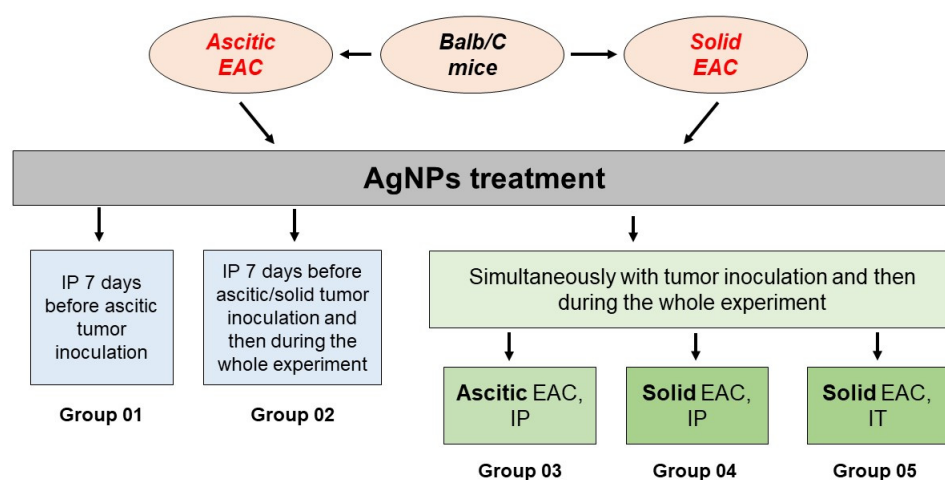 Ascitic
EAC
Balb/C
mice
Solid
EAC
AgNPs treatment
IP 7 days
before ascitic
tumor
inoculation
Group 01
IP 7 days before
ascitic/solid tumor
inoculation and
then during the
whole experiment
Group 02
Simultaneously with tumor inoculation and then
during the whole experiment
Ascitic EAC,
IP
Group 03
Solid EAC,
IP
Group 04
Solid EAC,
IT
Group 05